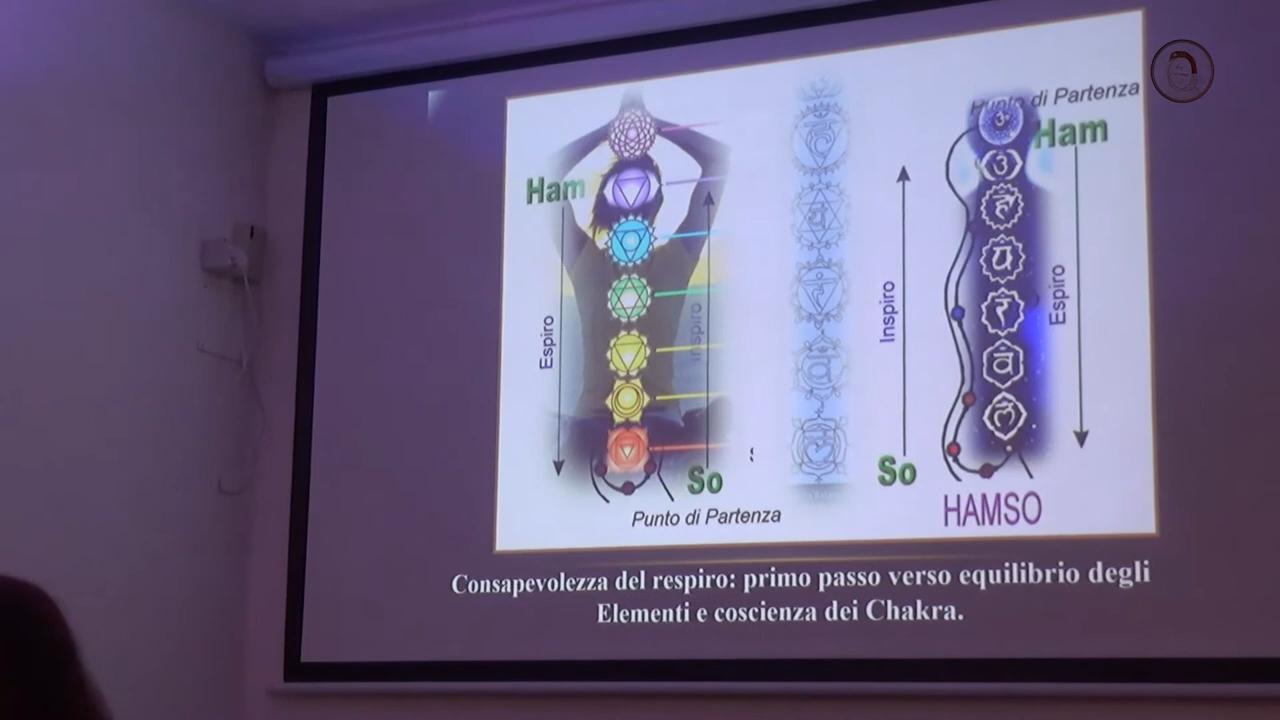 Punto di Partenza
Ham
Ham
Espiro
Inspiro
Inspiro
Espiro
So
So
Punto di Partenza
HAMSO
Consapevolezza del respiro: primo passo verso equilibrio degli
Elementi e coscienza dei Chakra.